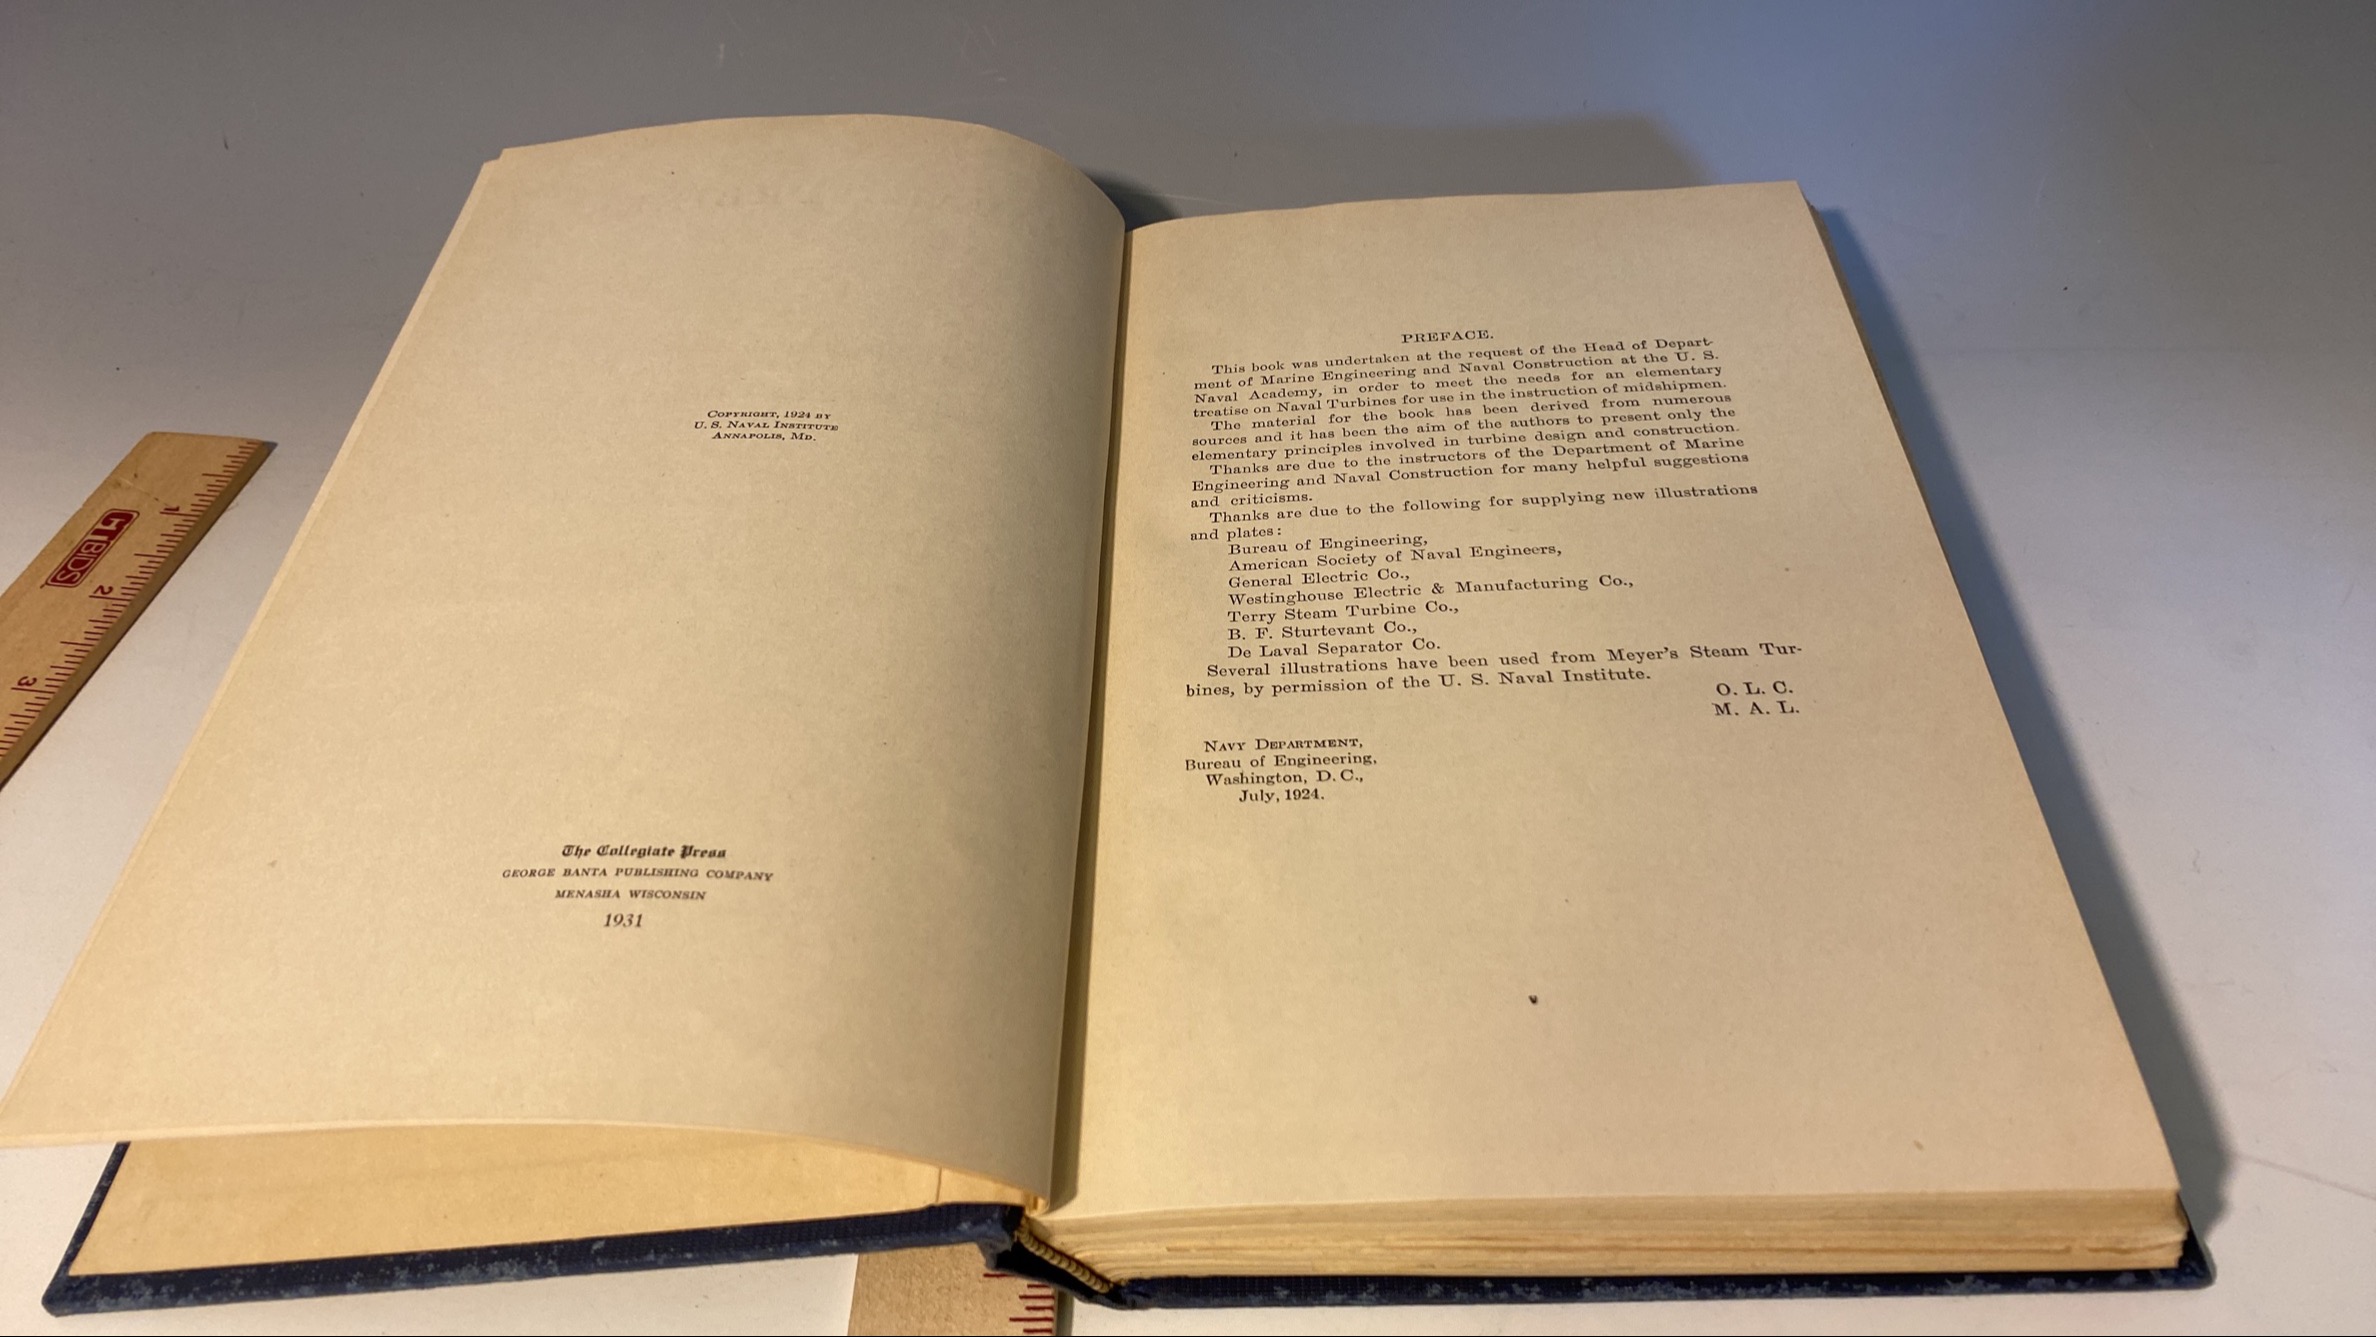 COPYRIGHT, 1924 BY
U. S. NAVAL INSTITUTE
ANNAPOLIS, MD.
The Collegiate Press
GEORGE BANTA PUBLISHING COMPANY
MENASHA WISCONSIN
1931
PREFACE.
This book was undertaken at the request of the Head of Depart-
ment of Marine Engineering and Naval Construction at the U. S.
Naval Academy, in order to meet the needs for an elementary
treatise on Naval Turbines for use in the instruction of midshipmen.
The material for the book has been derived from numerous
sources and it has been the aim of the authors to present only the
elementary principles involved in turbine design and construction.
Thanks are due to the instructors of the Department of Marine
Engineering and Naval Construction for many helpful suggestions
and criticisms.
Thanks are due to the following for supplying new illustrations
and plates:
Bureau of Engineering,
American Society of Naval Engineers,
General Electric Co.,
Westinghouse Electric & Manufacturing Co.,
Terry Steam Turbine Co.,
B. F. Sturtevant Co.,
De Laval Separator Co.
Several illustrations have been used from Meyer's Steam Tur-
bines, by permission of the U. S. Naval Institute.
O. L. C.
M. A. L.
NAVY DEPARTMENT,
Bureau of Engineering,
Washington, D. C.,
July, 1924.
v
1
CTBIDS
2
3